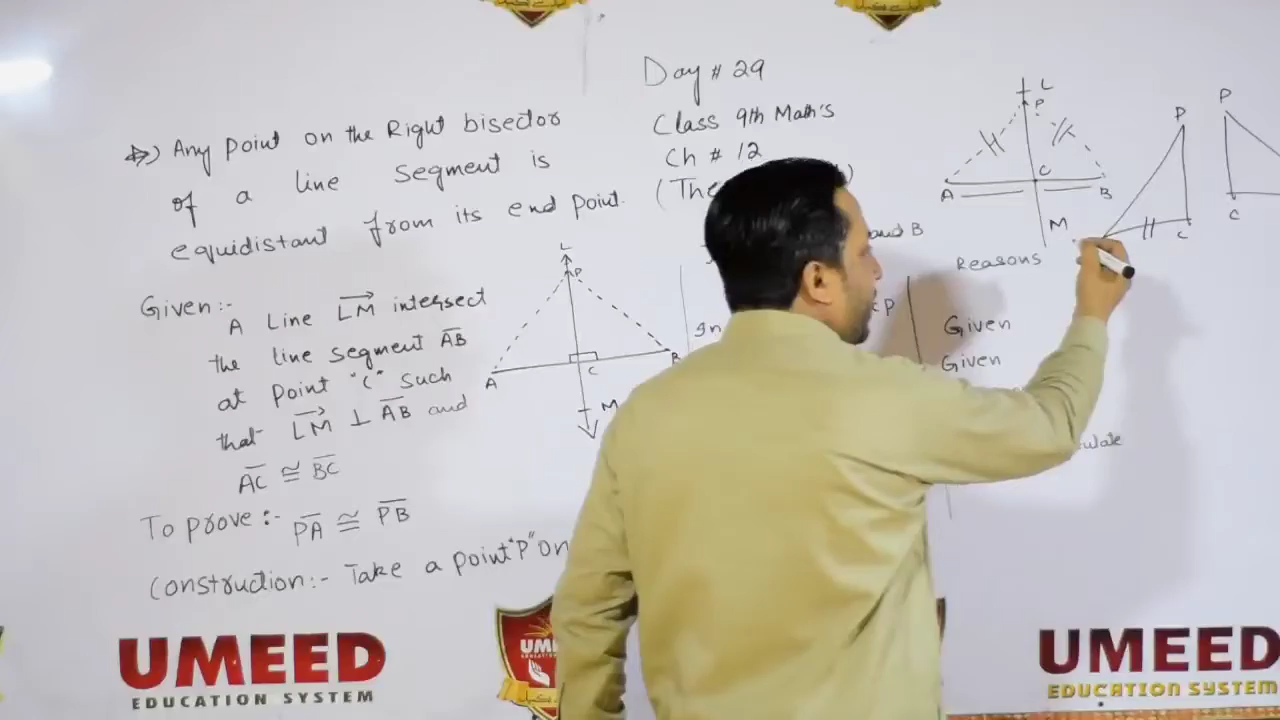 Day # 29
Class 9th Math's
Ch # 12
(The
Any Point on the Right bisector
of a line Segment is
equidistant from its end point.
Given:-
A Line LM intersect
the line segment AB
at Point "C" Such
that LM ⊥ AB and
AC ≅ BC
To prove:- PA ≅ PB
Construction:- Take a point "P" On
L
P
A
C
B
M
and B
Reasons
Given
Given
L
P
A
C
B
M
P
C
P
C
UMEED
EDUCATION SYSTEM
UMEED
EDUCATION SYSTEM